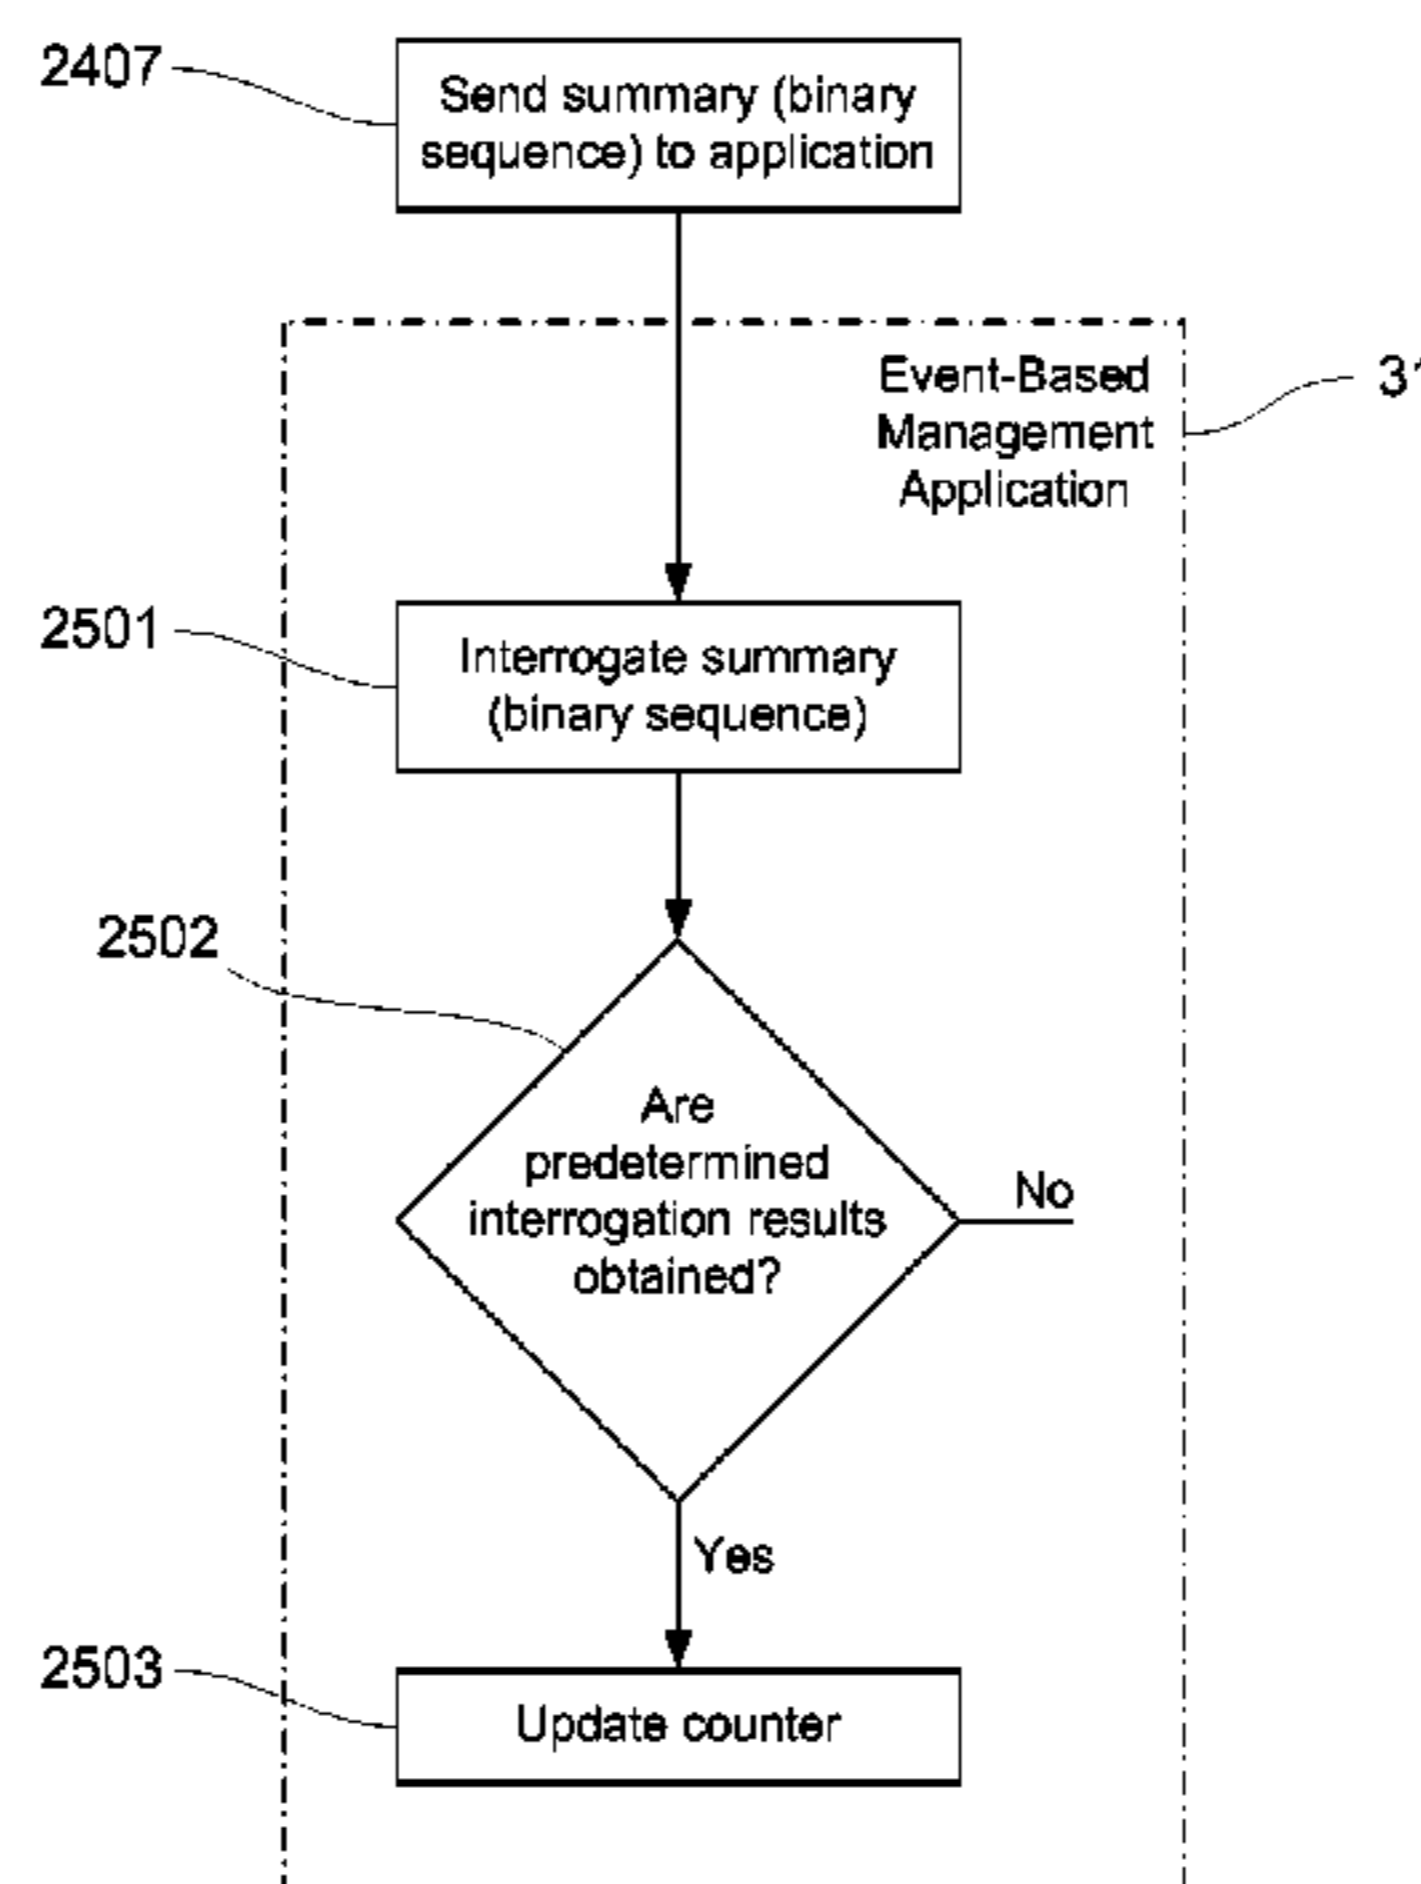 2407
Send summary (binary
sequence) to application
Event-Based
Management
Application
2501
Interrogate summary
(binary sequence)
2502
Are
predetermined
interrogation results
obtained?
No
Yes
2503
Update counter